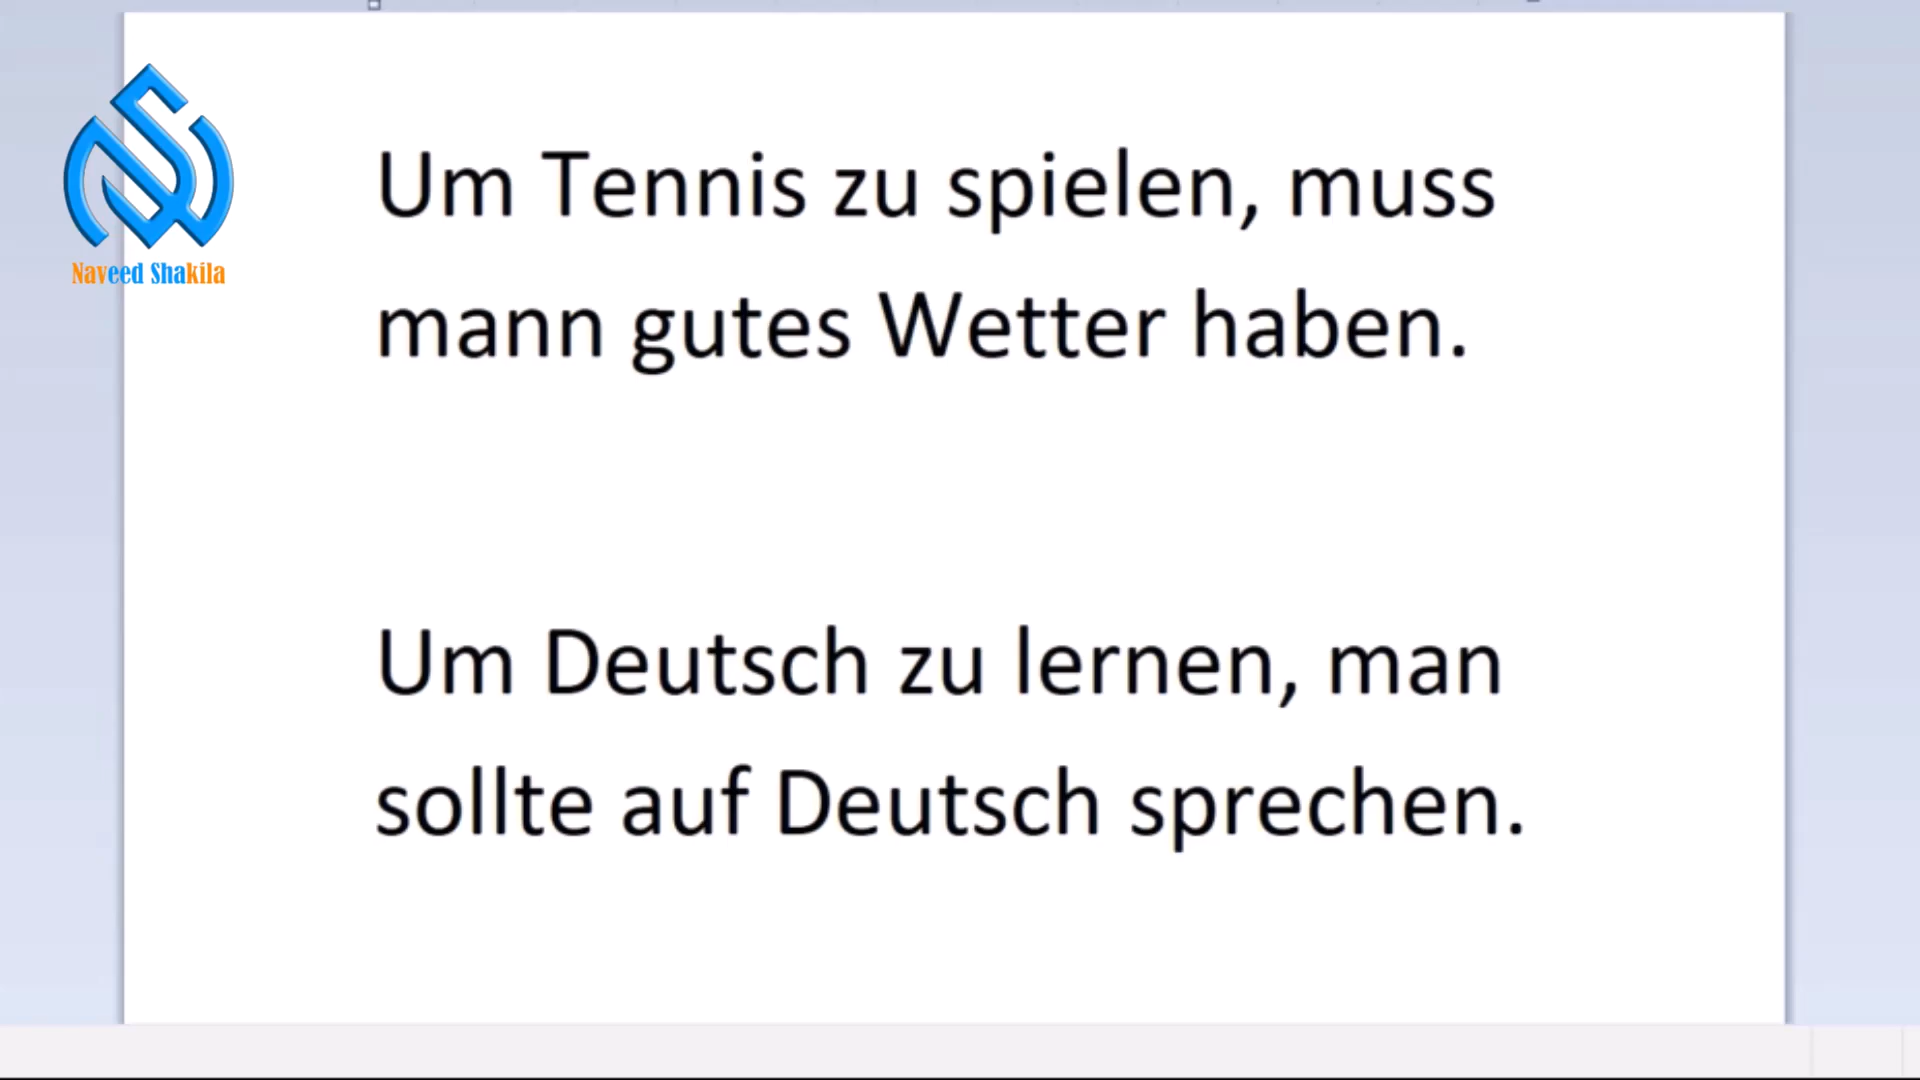 Naveed Shakila
Um Tennis zu spielen, muss
mann gutes Wetter haben.
Um Deutsch zu lernen, man
sollte auf Deutsch sprechen.